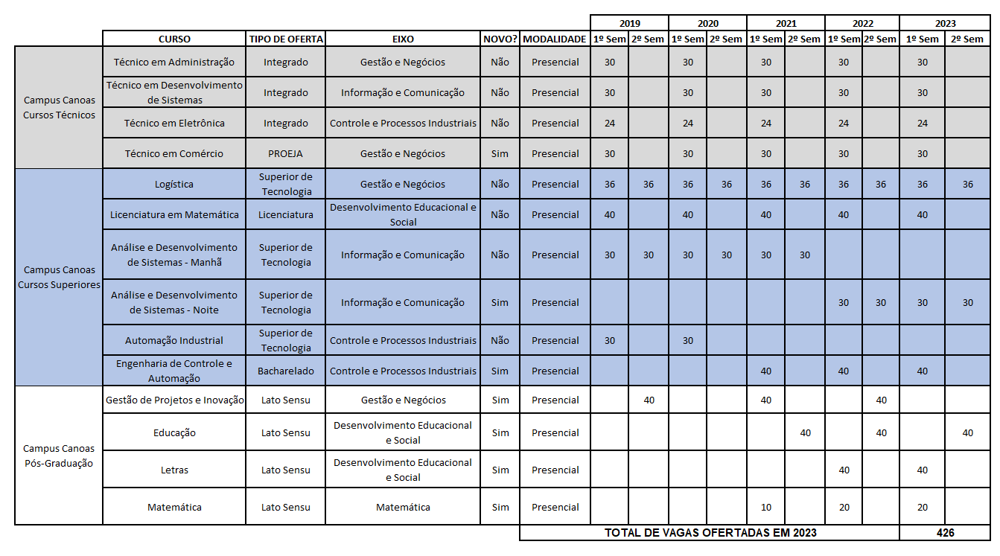 2019 2020 2021 2022 2023
CURSO TIPO DE OFERTA EIXO NOVO? MODALIDADE 1º Sem 2º Sem 1º Sem 2º Sem 1º Sem 2º Sem 1º Sem 2º Sem 1º Sem 2º Sem
Campus Canoas
Cursos Técnicos
Técnico em Administração Integrado Gestão e Negócios Não Presencial 30 30 30 30 30
Técnico em Desenvolvimento
de Sistemas Integrado Informação e Comunicação Não Presencial 30 30 30 30 30
Técnico em Eletrônica Integrado Controle e Processos Industriais Não Presencial 24 24 24 24 24
Técnico em Comércio PROEJA Gestão e Negócios Sim Presencial 30 30 30 30 30
Campus Canoas
Cursos Superiores
Logística Superior de
Tecnologia Gestão e Negócios Não Presencial 36 36 36 36 36 36 36 36 36 36
Licenciatura em Matemática Licenciatura Desenvolvimento Educacional e
Social Não Presencial 40 40 40 40 40
Análise e Desenvolvimento
de Sistemas - Manhã Superior de
Tecnologia Informação e Comunicação Não Presencial 30 30 30 30 30 30
Análise e Desenvolvimento
de Sistemas - Noite Superior de
Tecnologia Informação e Comunicação Sim Presencial 30 30 30 30
Automação Industrial Superior de
Tecnologia Controle e Processos Industriais Não Presencial 30 30
Engenharia de Controle e
Automação Bacharelado Controle e Processos Industriais Sim Presencial 40 40 40
Campus Canoas
Pós-Graduação
Gestão de Projetos e Inovação Lato Sensu Gestão e Negócios Sim Presencial 40 40 40
Educação Lato Sensu Desenvolvimento Educacional
e Social Sim Presencial 40 40 40
Letras Lato Sensu Desenvolvimento Educacional
e Social Sim Presencial 40 40
Matemática Lato Sensu Matemática Sim Presencial 10 20 20
TOTAL DE VAGAS OFERTADAS EM 2023 426